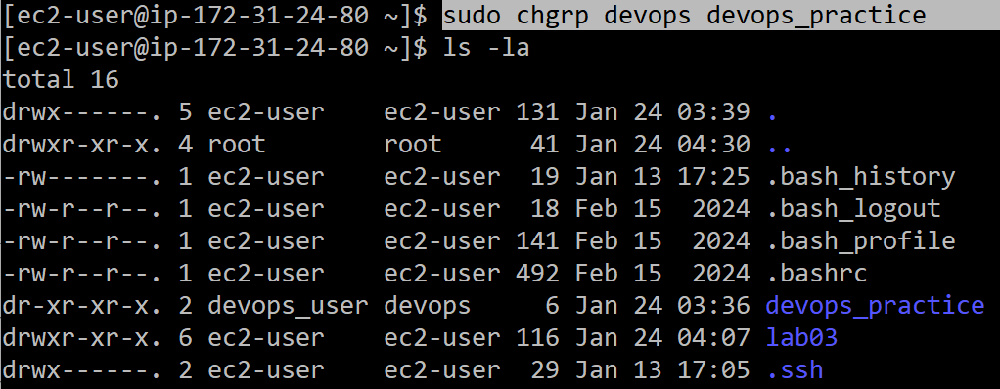 [ec2-user@ip-172-31-24-80 ~]$ sudo chgrp devops devops_practice
[ec2-user@ip-172-31-24-80 ~]$ ls -la
total 16
drwx------. 5 ec2-user    ec2-user 131 Jan 24 03:39 .
drwxr-xr-x. 4 root        root      41 Jan 24 04:30 ..
-rw-------. 1 ec2-user    ec2-user  19 Jan 13 17:25 .bash_history
-rw-r--r--. 1 ec2-user    ec2-user  18 Feb 15  2024 .bash_logout
-rw-r--r--. 1 ec2-user    ec2-user 141 Feb 15  2024 .bash_profile
-rw-r--r--. 1 ec2-user    ec2-user 492 Feb 15  2024 .bashrc
dr-xr-xr-x. 2 devops_user devops     6 Jan 24 03:36 devops_practice
drwxr-xr-x. 6 ec2-user    ec2-user 116 Jan 24 04:07 lab03
drwx------. 2 ec2-user    ec2-user  29 Jan 13 17:05 .ssh